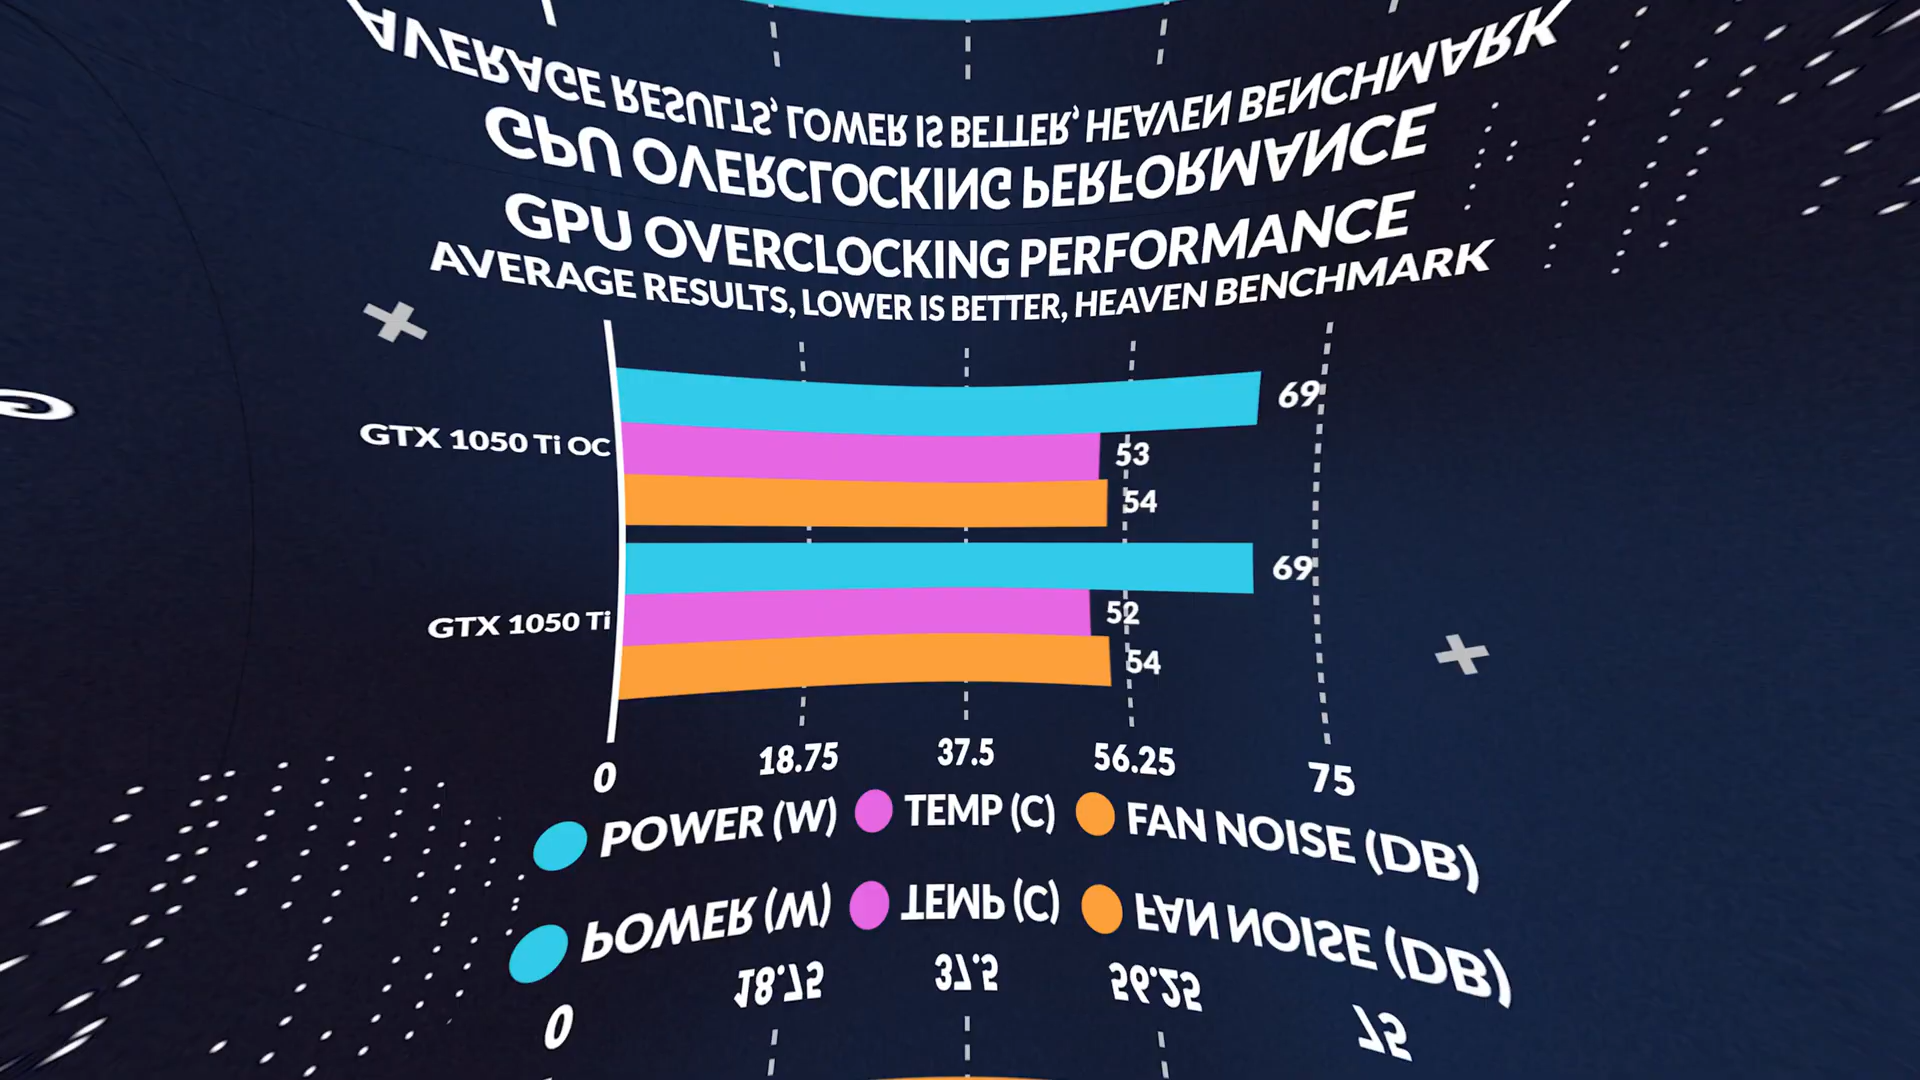 AVERAGE RESULTS, LOWER IS BETTER, HEAVEN BENCHMARK
GPU OVERCLOCKING PERFORMANCE
GPU OVERCLOCKING PERFORMANCE
AVERAGE RESULTS, LOWER IS BETTER, HEAVEN BENCHMARK
69
GTX 1050 Ti OC
53
54
69
GTX 1050 Ti
52
54
0 18.75 37.5 56.25 75
POWER (W) TEMP (C) FAN NOISE (DB)
POWER (W) TEMP (C) FAN NOISE (DB)
0 18.75 37.5 56.25 75